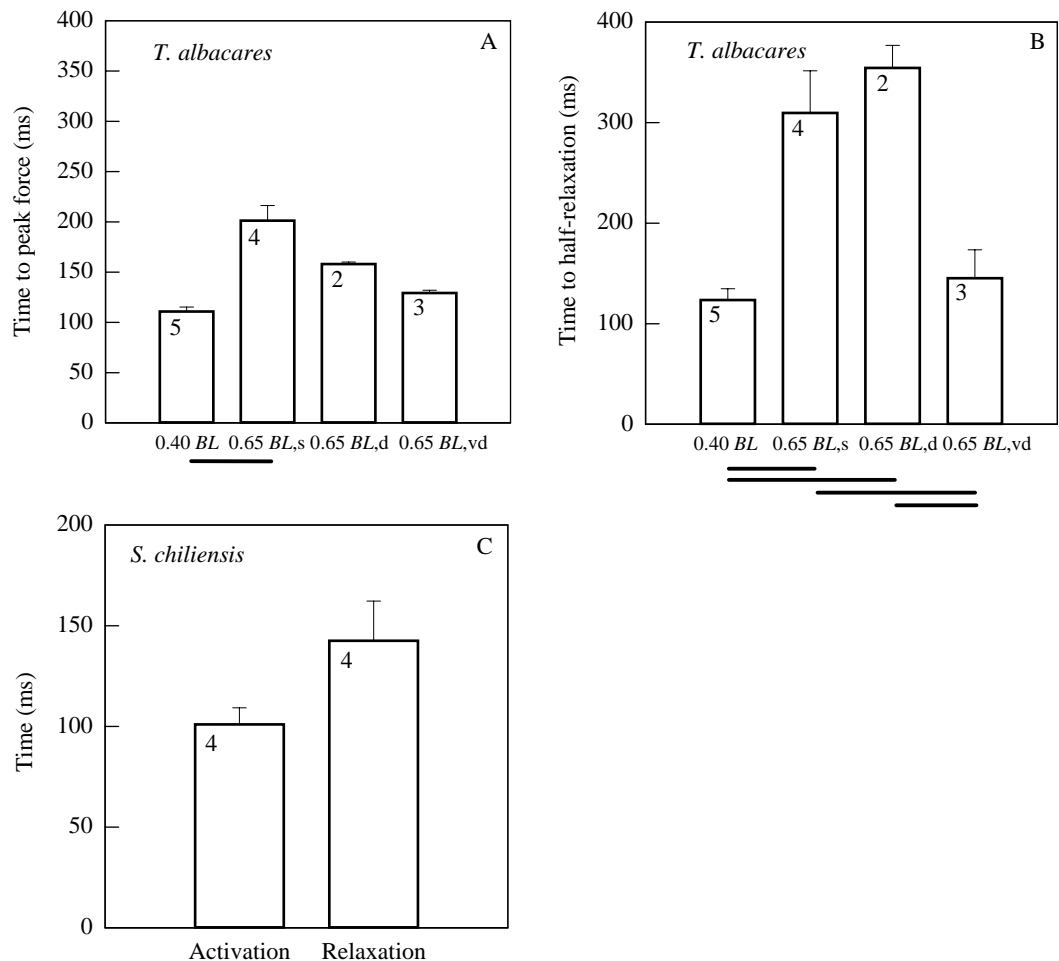 A
T. albacares
Time to peak force (ms)
400
350
300
250
200
150
100
50
0
5
4
2
3
0.40 BL 0.65 BL,s 0.65 BL,d 0.65 BL,vd
B
T. albacares
Time to half-relaxation (ms)
400
300
200
100
0
5
4
2
3
0.40 BL 0.65 BL,s 0.65 BL,d 0.65 BL,vd
C
S. chiliensis
Time (ms)
200
150
100
50
0
4
4
Activation Relaxation